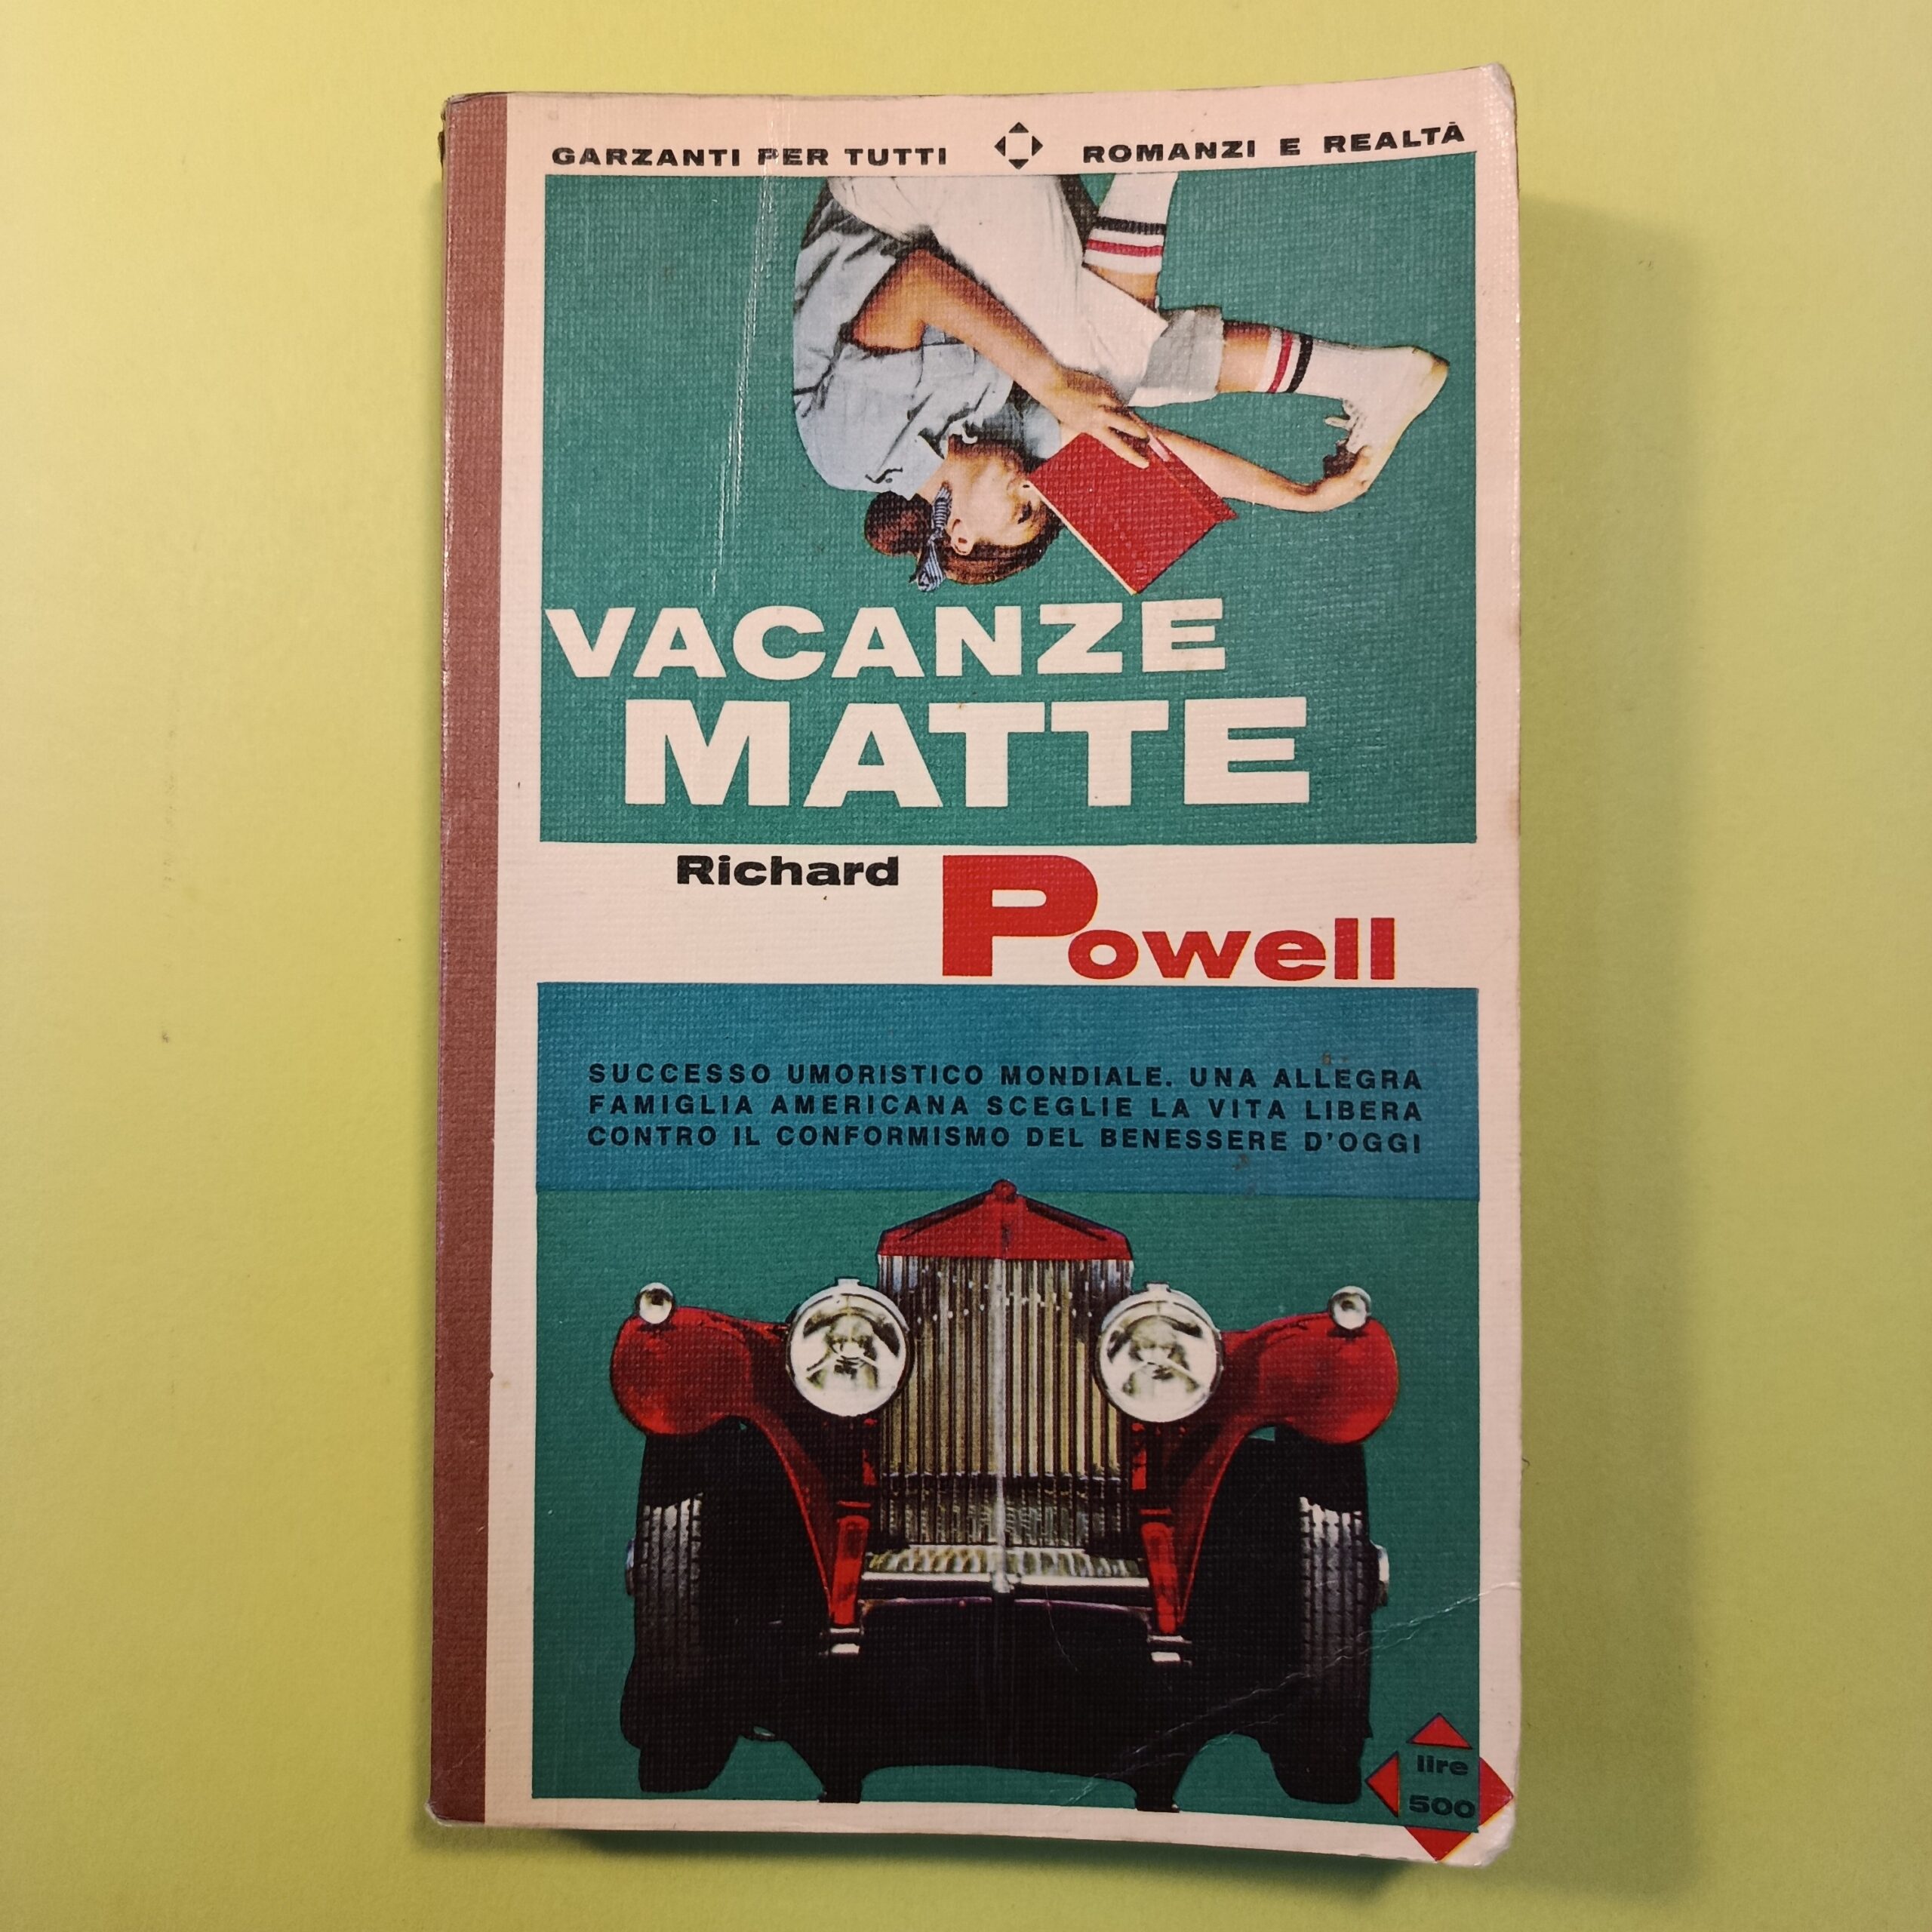 GARZANTI PER TUTTI ROMANZI E REALTÀ
VACANZE
MATTE
Richard
Powell
SUCCESSO UMORISTICO MONDIALE. UNA ALLEGRA
FAMIGLIA AMERICANA SCEGLIE LA VITA LIBERA
CONTRO IL CONFORMISMO DEL BENESSERE D'OGGI
lire
500